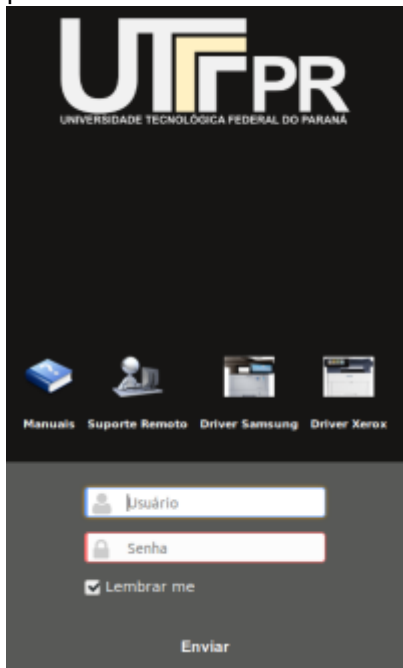 UTFPR
UNIVERSIDADE TECNOLÓGICA FEDERAL DO PARANÁ
Manuais Suporte Remoto Driver Samsung Driver Xerox
Usuário
Senha
Lembrar me
Enviar